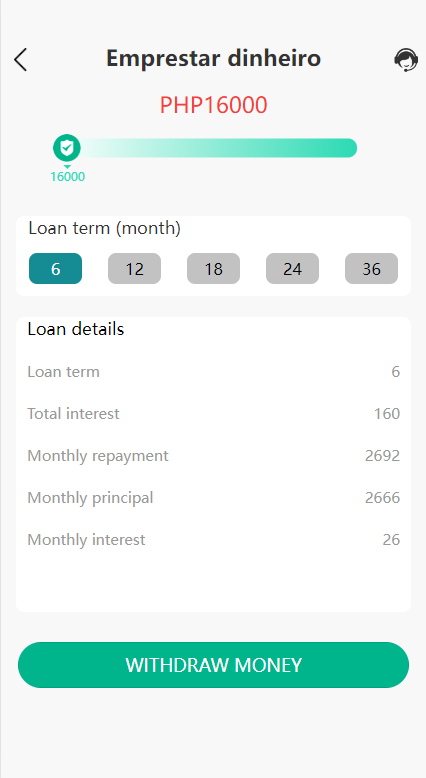 Emprestar dinheiro
PHP16000
16000
Loan term (month)
6 12 18 24 36
Loan details
Loan term 6
Total interest 160
Monthly repayment 2692
Monthly principal 2666
Monthly interest 26
WITHDRAW MONEY